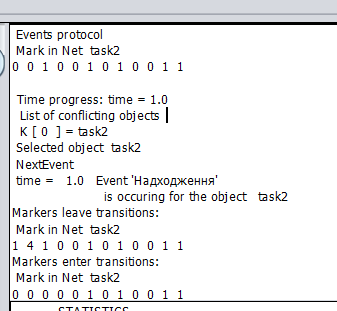 Events protocol
Mark in Net task2
0 0 1 0 0 1 0 1 0 0 1 1
Time progress: time = 1.0
List of conflicting objects
K [ 0 ] = task2
Selected object task2
NextEvent
time = 1.0 Event 'Надходження'
is occuring for the object task2
Markers leave transitions:
Mark in Net task2
1 4 1 0 0 1 0 1 0 0 1 1
Markers enter transitions:
Mark in Net task2
0 0 0 0 0 1 0 1 0 0 1 1
STATISTICS